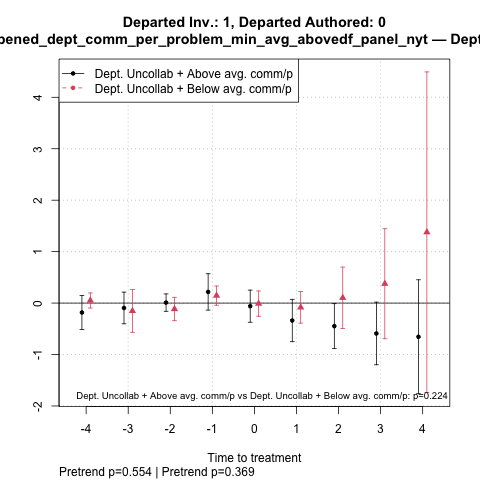 Departed Inv.: 1, Departed Authored: 0
pened_dept_comm_per_problem_min_avg_abovedf_panel_nyt — Dept
Dept. Uncollab + Above avg. comm/p
Dept. Uncollab + Below avg. comm/p
4
3
2
1
0
-1
-2
Dept. Uncollab + Above avg. comm/p vs Dept. Uncollab + Below avg. comm/p: p=0.224
-4 -3 -2 -1 0 1 2 3 4
Time to treatment
Pretrend p=0.554 | Pretrend p=0.369